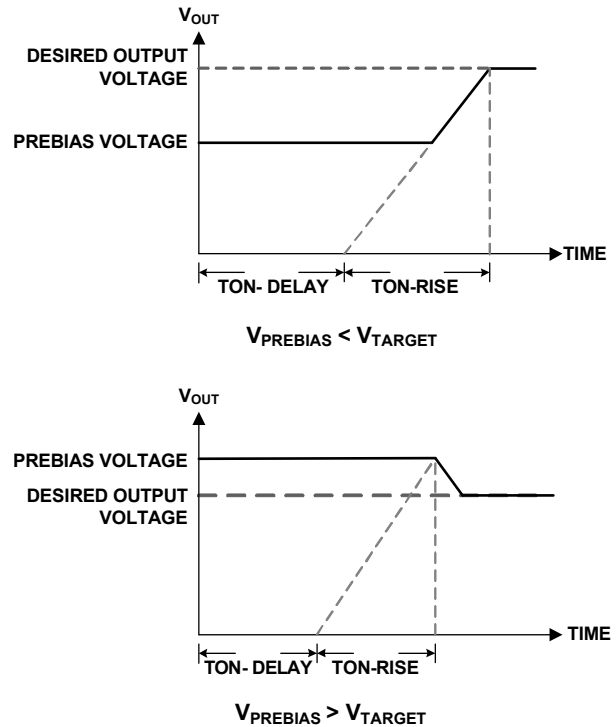 VOUT
DESIRED OUTPUT
VOLTAGE
PREBIAS VOLTAGE
TIME
TON- DELAY TON-RISE
VPREBIAS < VTARGET
VOUT
PREBIAS VOLTAGE
DESIRED OUTPUT
VOLTAGE
TIME
TON- DELAY TON-RISE
VPREBIAS > VTARGET